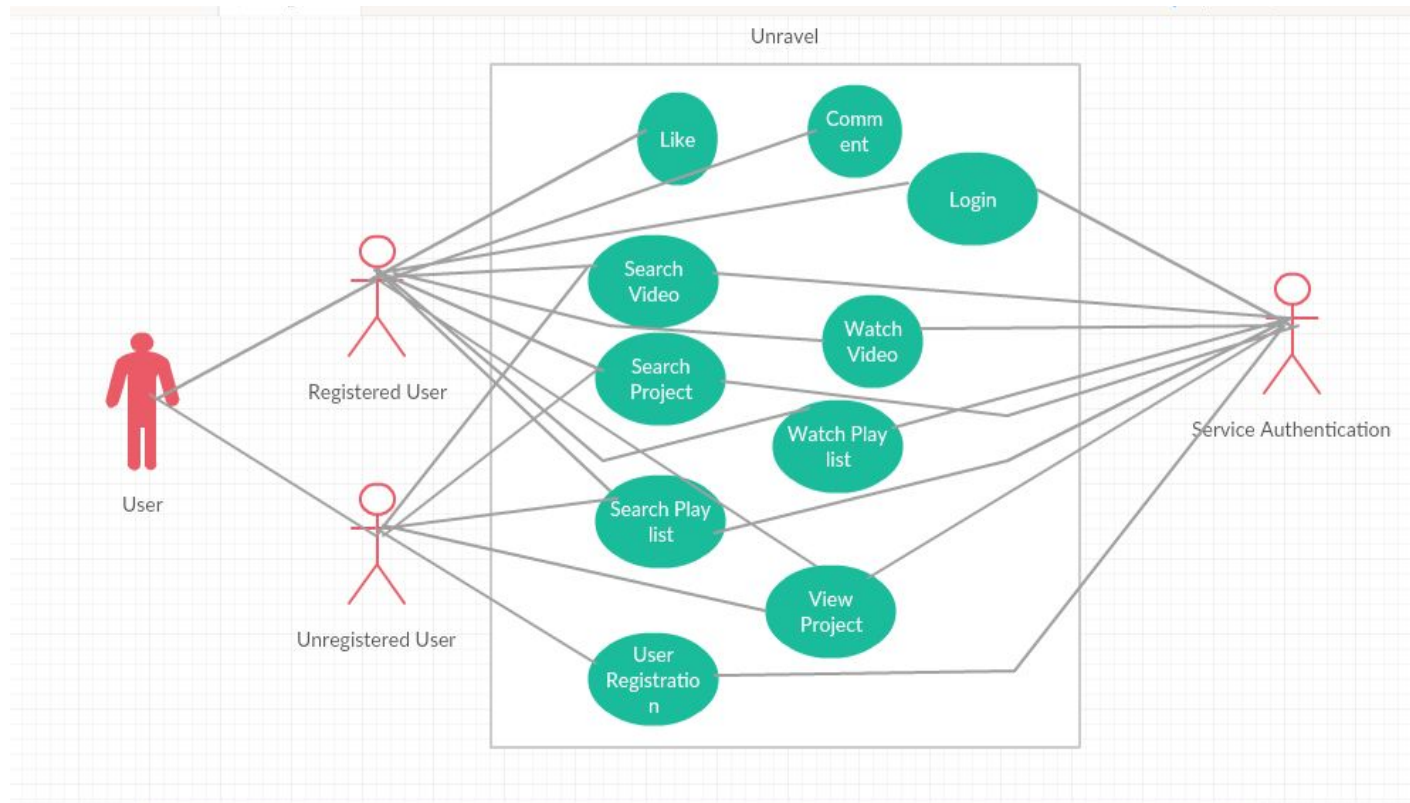 Unravel
Like
Comm
ent
Login
Search
Video
Watch
Video
Registered User
Search
Project
Service Authentication
Watch Play
list
User
Search Play
list
Unregistered User
View
Project
User
Registratio
n